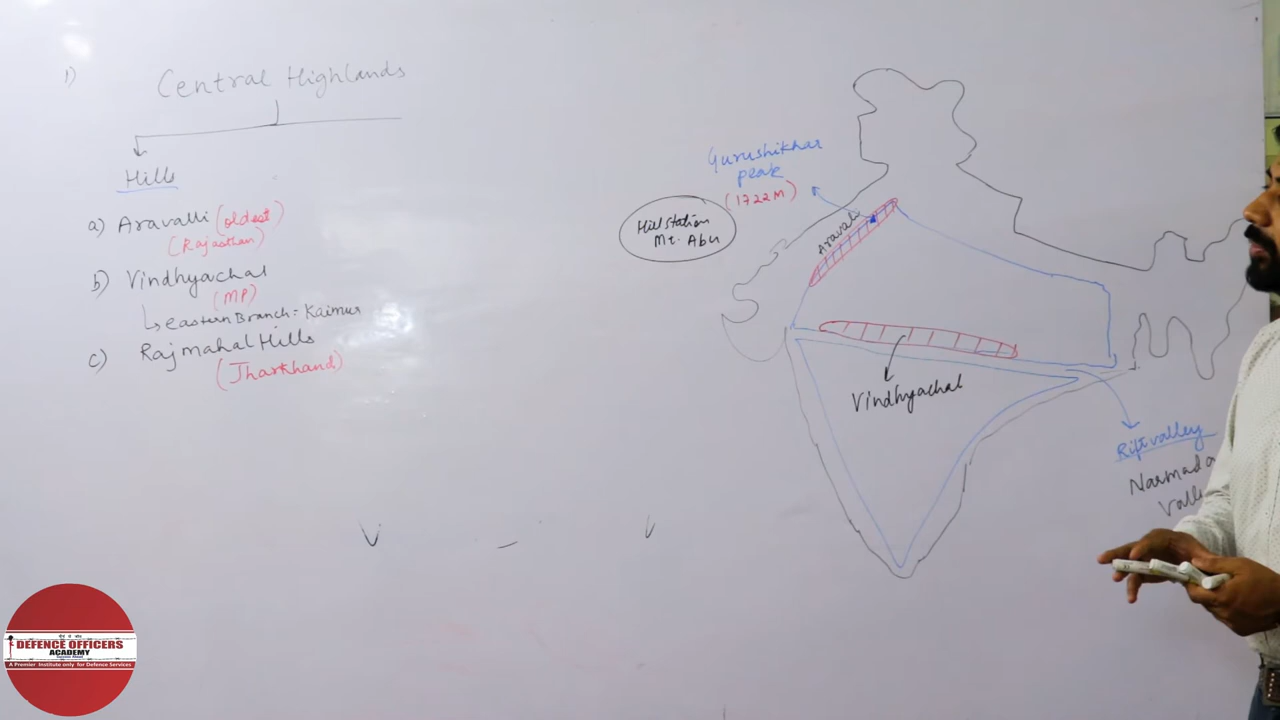 1)
Central Highlands
Hills
a) Aravalli (oldest)
(Rajasthan)
b) Vindhyachal
(MP)
eastern Branch = Kaimur
c) Rajmahal Hills
(Jharkhand)
Gurushikhar
peak
(1722M)
Hill station
Mt. Abu
Aravali
Vindhyachal
Rift valley
Narmada
Valle
DEFENCE OFFICERS
ACADEMY
A Premier Institute only for Defence Services